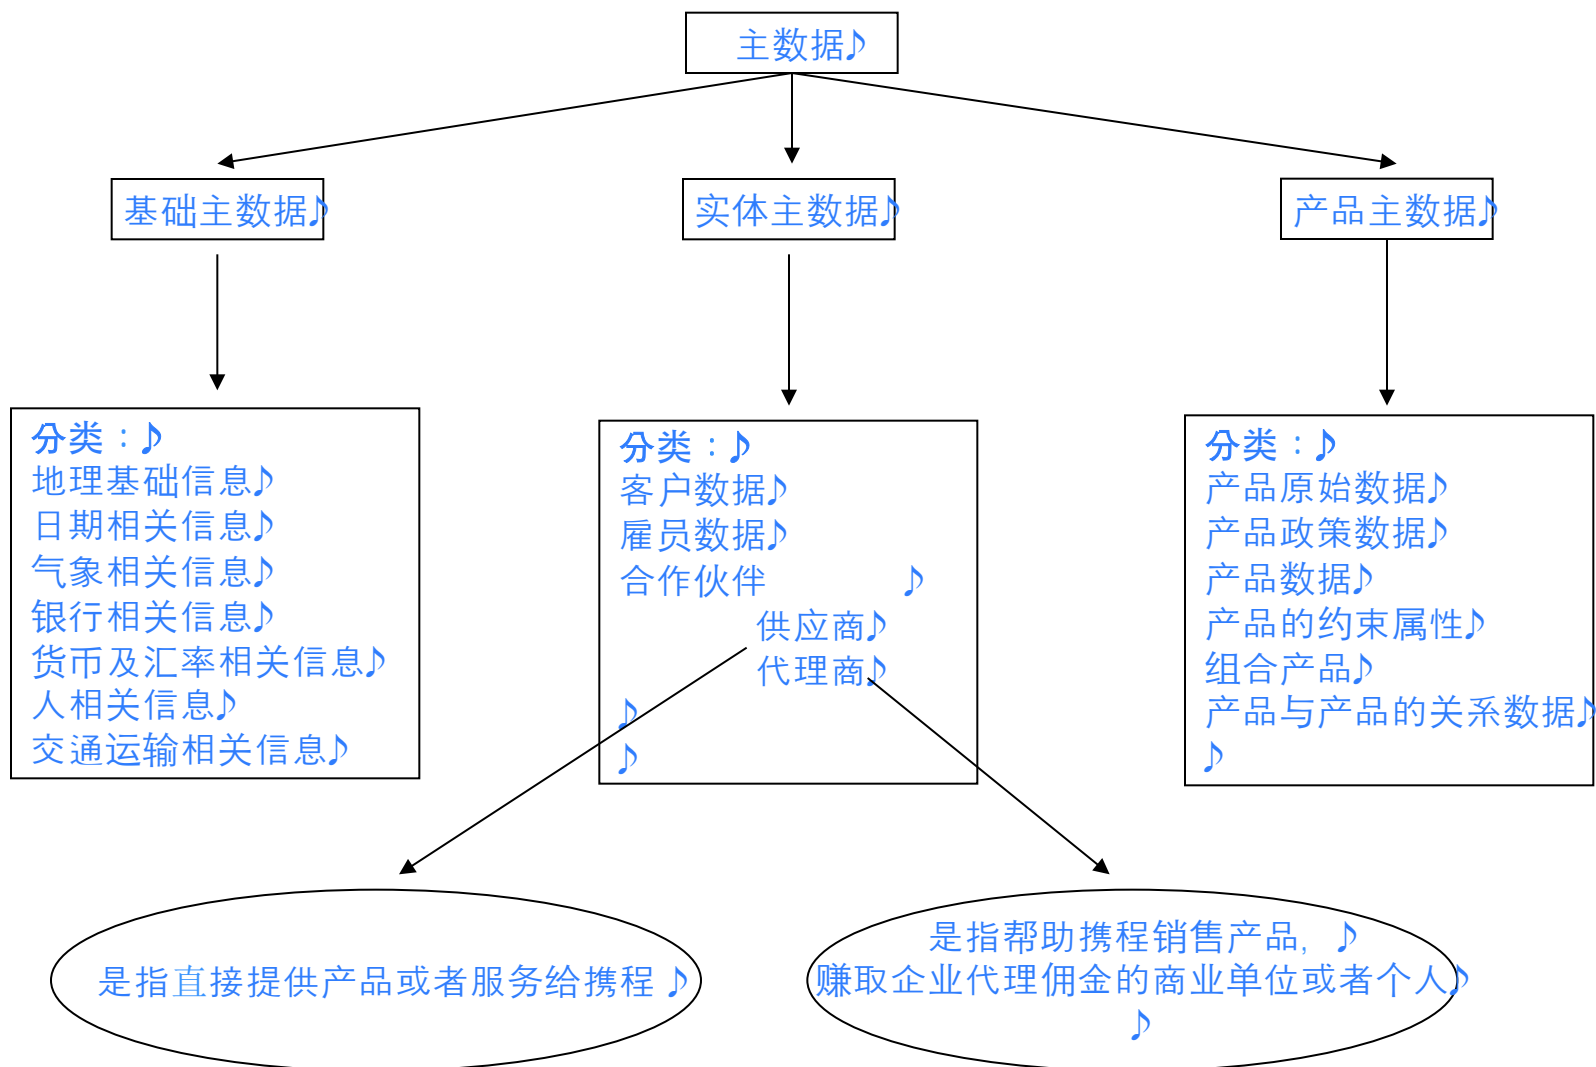 主数据♪
基础主数据♪
实体主数据♪
产品主数据♪
分类：♪
地理基础信息♪
日期相关信息♪
气象相关信息♪
银行相关信息♪
货币及汇率相关信息♪
人相关信息♪
交通运输相关信息♪
分类：♪
客户数据♪
雇员数据♪
合作伙伴 ♪
供应商♪
代理商♪
♪
♪
分类：♪
产品原始数据♪
产品政策数据♪
产品数据♪
产品的约束属性♪
组合产品♪
产品与产品的关系数据♪
♪
是指直接提供产品或者服务给携程 ♪
是指帮助携程销售产品, ♪
赚取企业代理佣金的商业单位或者个人♪
♪